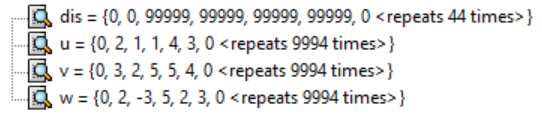 dis = {0, 0, 99999, 99999, 99999, 99999, 0 <repeats 44 times>}
u = {0, 2, 1, 1, 4, 3, 0 <repeats 9994 times>}
v = {0, 3, 2, 5, 5, 4, 0 <repeats 9994 times>}
w = {0, 2, -3, 5, 2, 3, 0 <repeats 9994 times>}